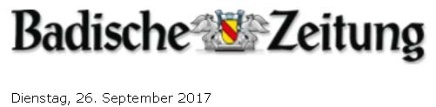 Badische Zeitung
Dienstag, 26. September 2017